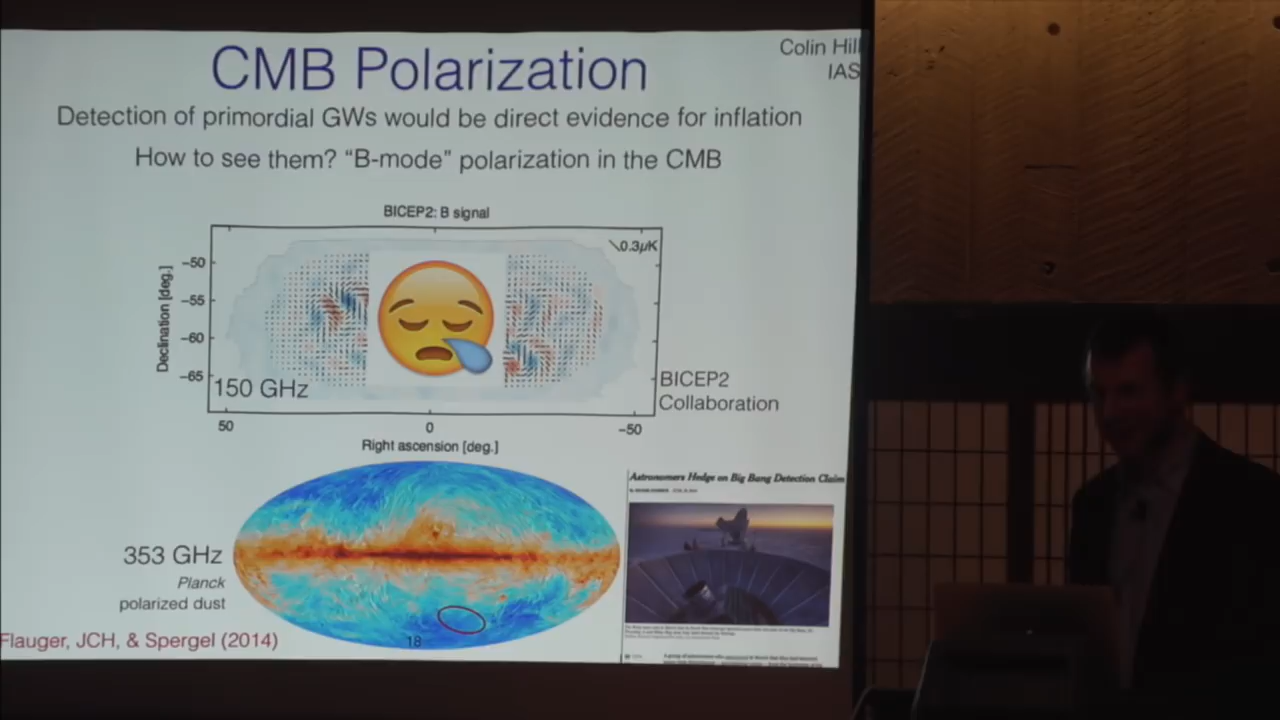 CMB Polarization
Colin Hill
IAS
Detection of primordial GWs would be direct evidence for inflation
How to see them? “B-mode” polarization in the CMB
BICEP2: B signal
0.3μK
−50
−55
−60
−65
Declination [deg.]
150 GHz
BICEP2
Collaboration
50
0
−50
Right ascension [deg.]
Astronomers Hedge on Big Bang Detection Claim
353 GHz
Planck
polarized dust
18
Flauger, JCH, & Spergel (2014)